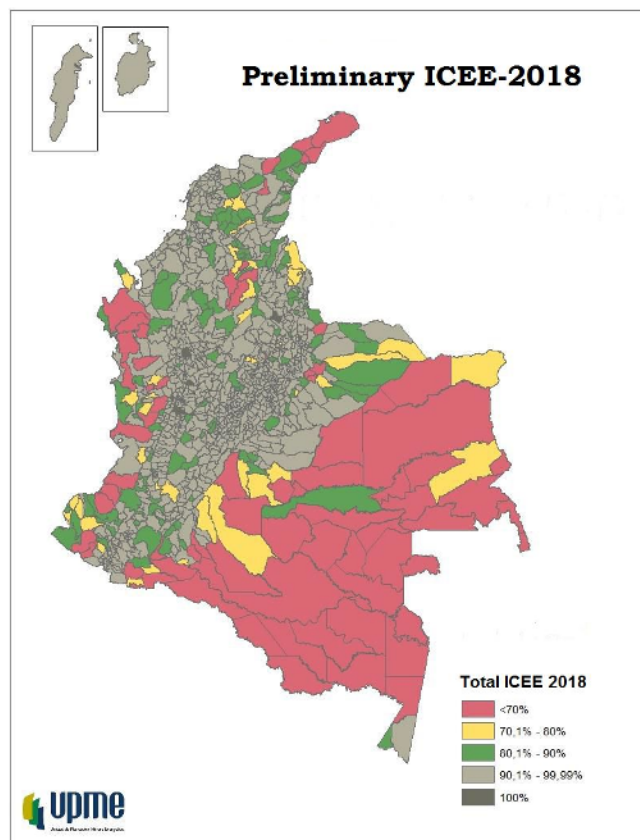 Preliminary ICEE-2018
Total ICEE 2018
<70%
70,1% - 80%
80,1% - 90%
90,1% - 99,99%
100%
upme